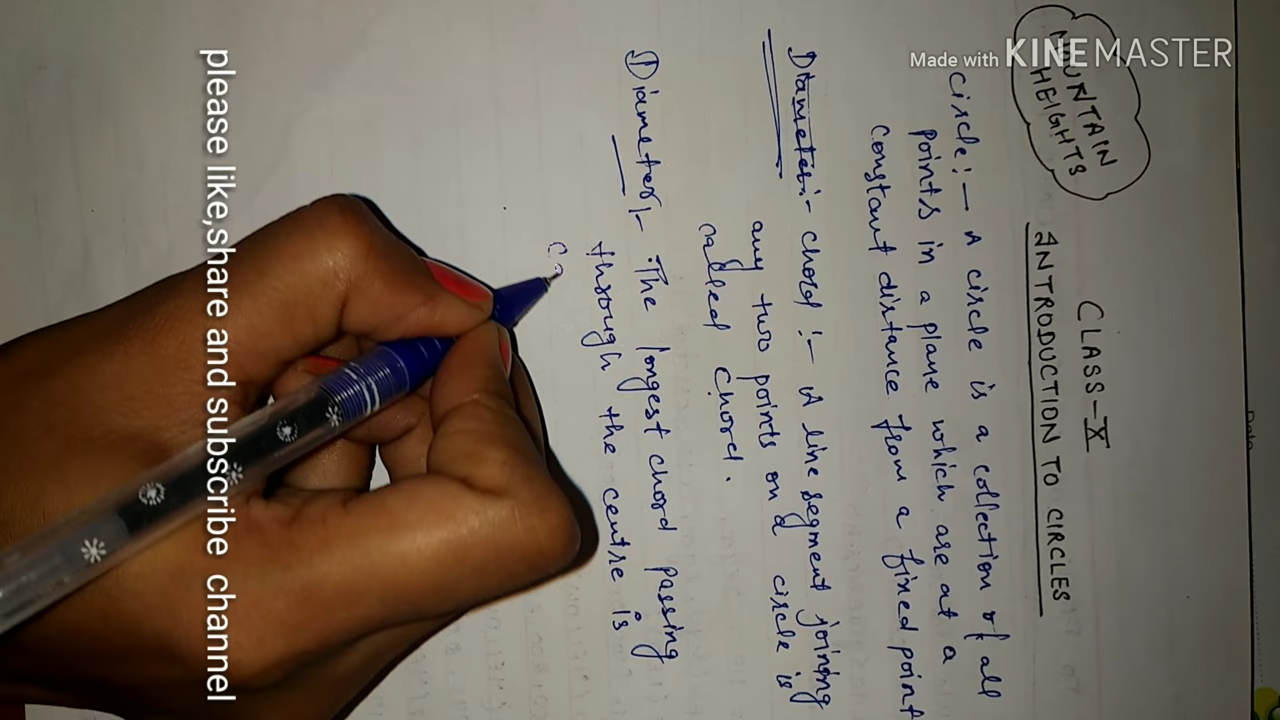 Made with KINEMASTER
MOUNTAIN
HEIGHTS
CLASS-X
INTRODUCTION TO CIRCLES
Circle:- A circle is a collection of all
points in a plane which are at a
constant distance from a fixed point
Diameter:- chord :- A line segment joining
any two points on a circle is
called chord.
Diameter:- The longest chord passing
through the centre is
ca
please like,share and subscribe channel